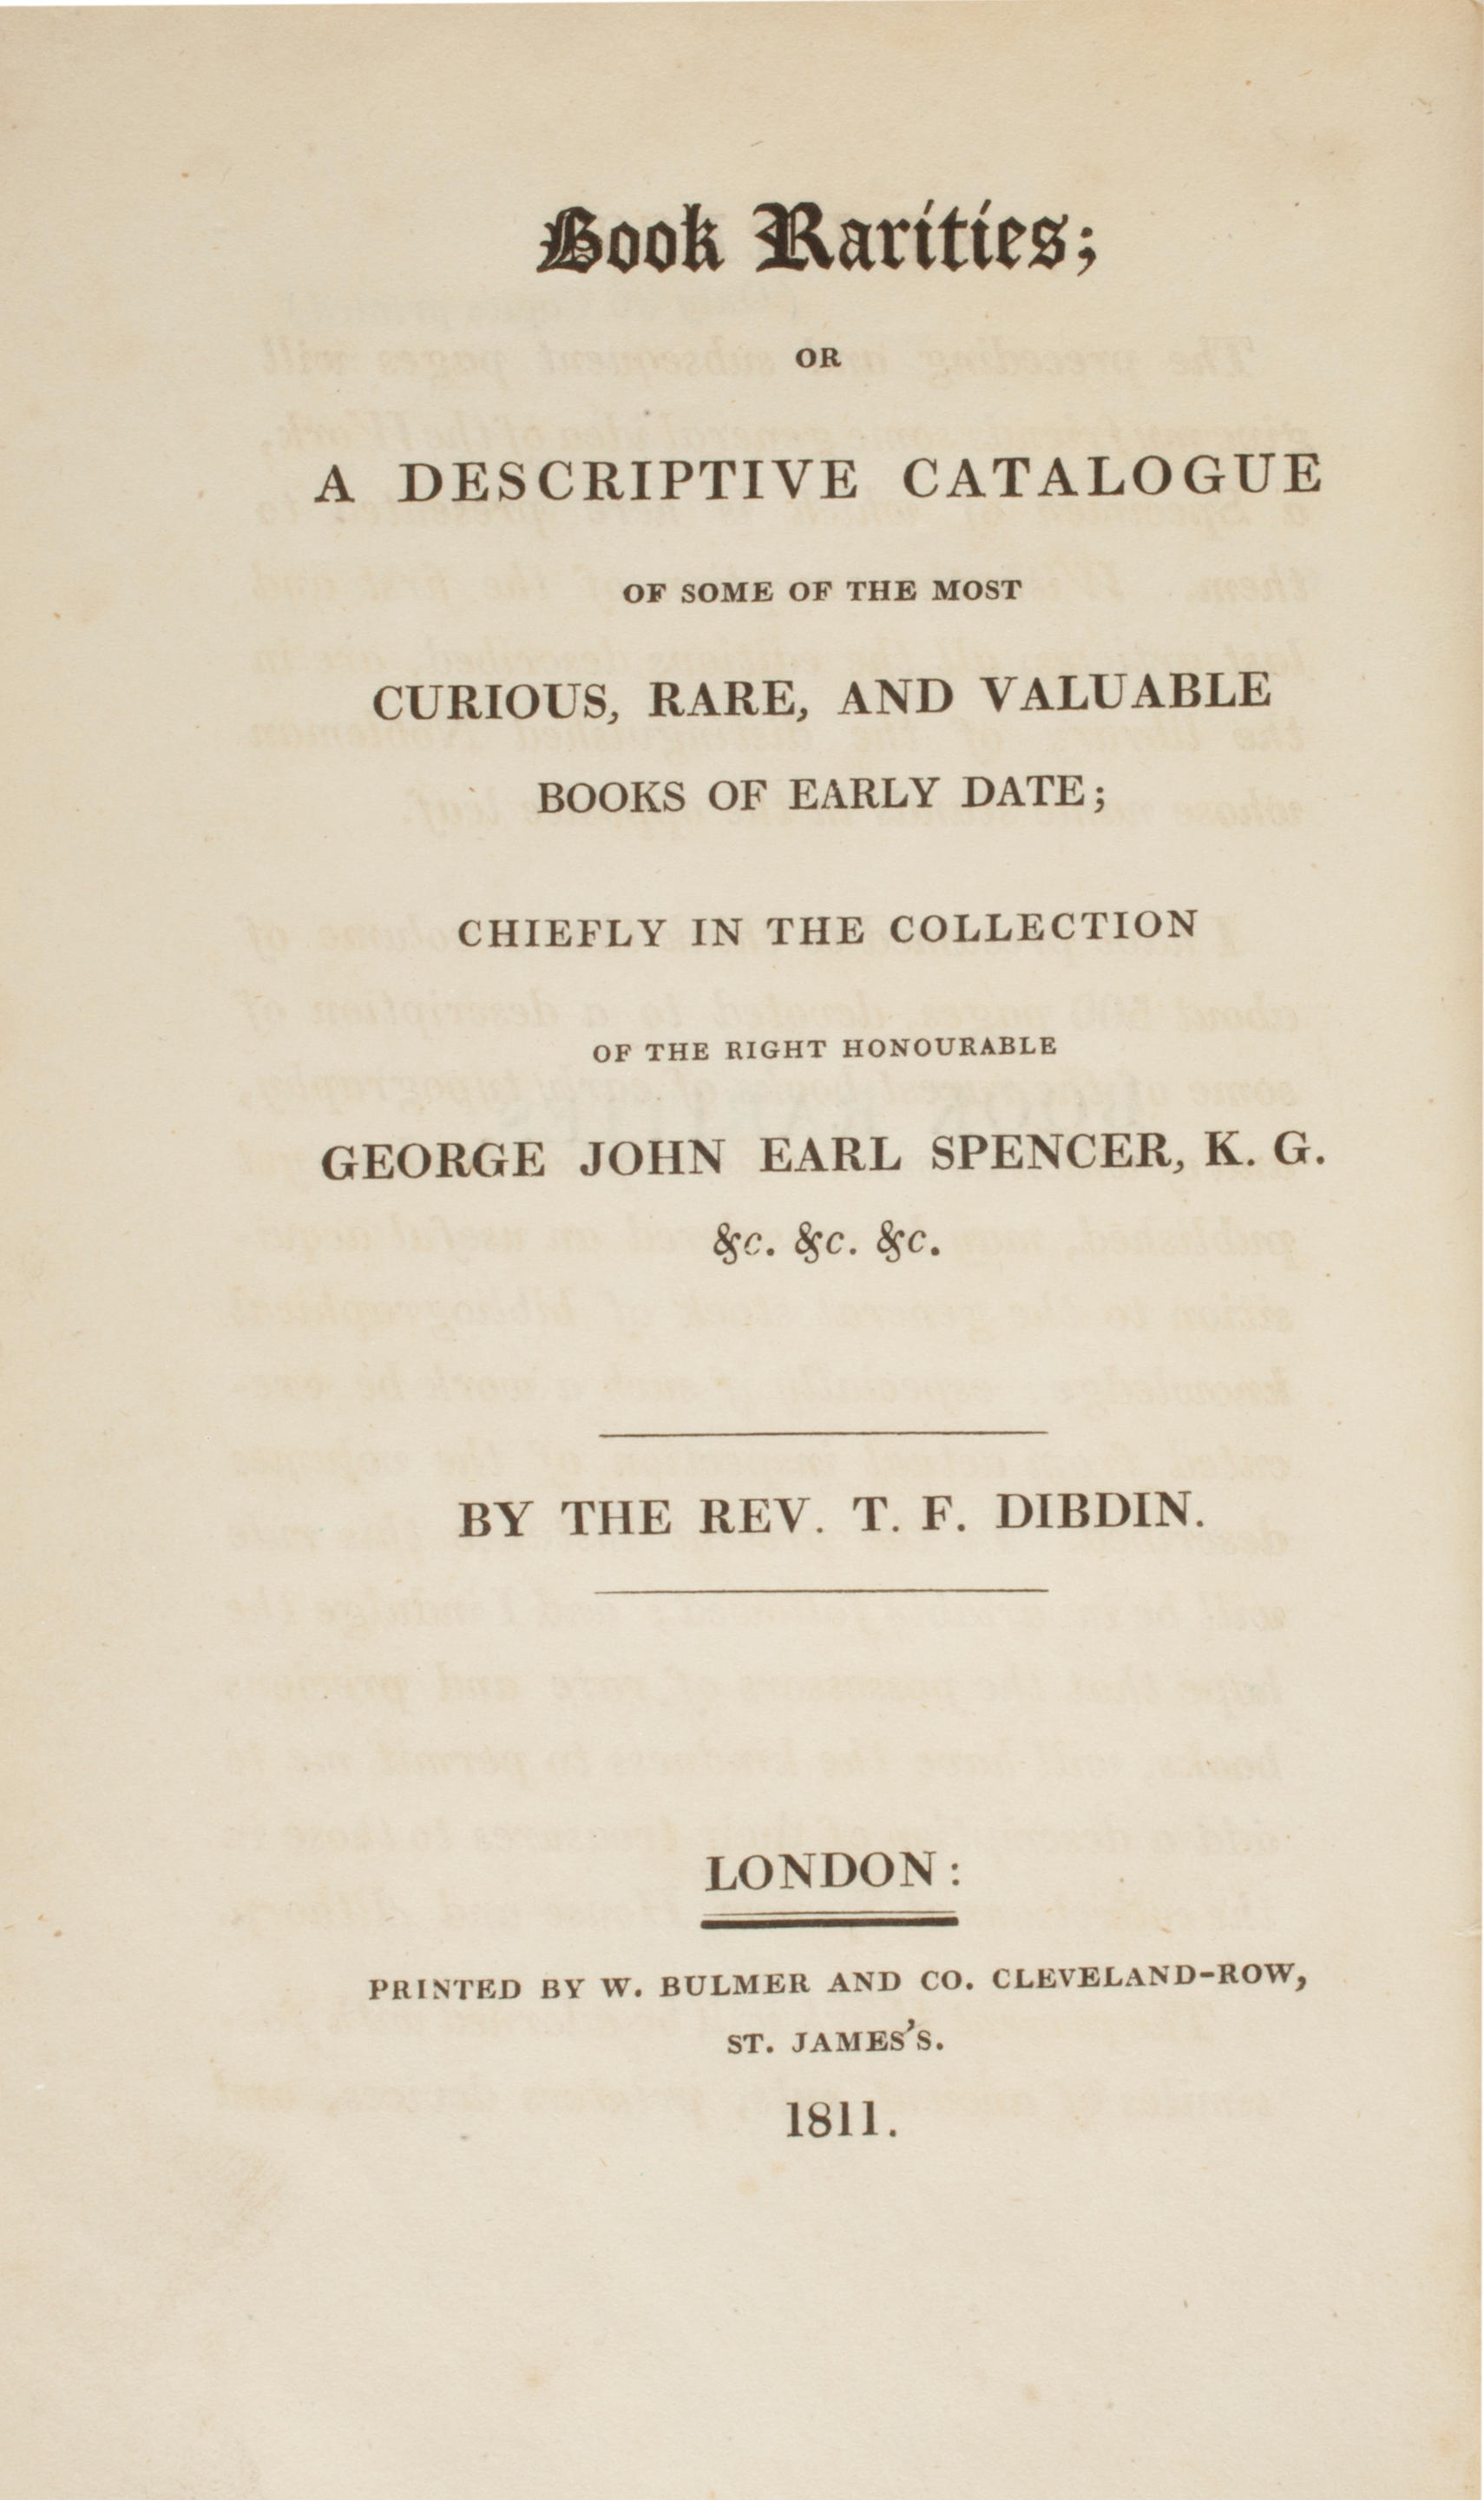 Book Rarities;
OR
A DESCRIPTIVE CATALOGUE
OF SOME OF THE MOST
CURIOUS, RARE, AND VALUABLE
BOOKS OF EARLY DATE;
CHIEFLY IN THE COLLECTION
OF THE RIGHT HONOURABLE
GEORGE JOHN EARL SPENCER, K. G.
&c. &c. &c.
BY THE REV. T. F. DIBDIN.
LONDON:
PRINTED BY W. BULMER AND CO. CLEVELAND-ROW,
ST. JAMES'S.
1811.